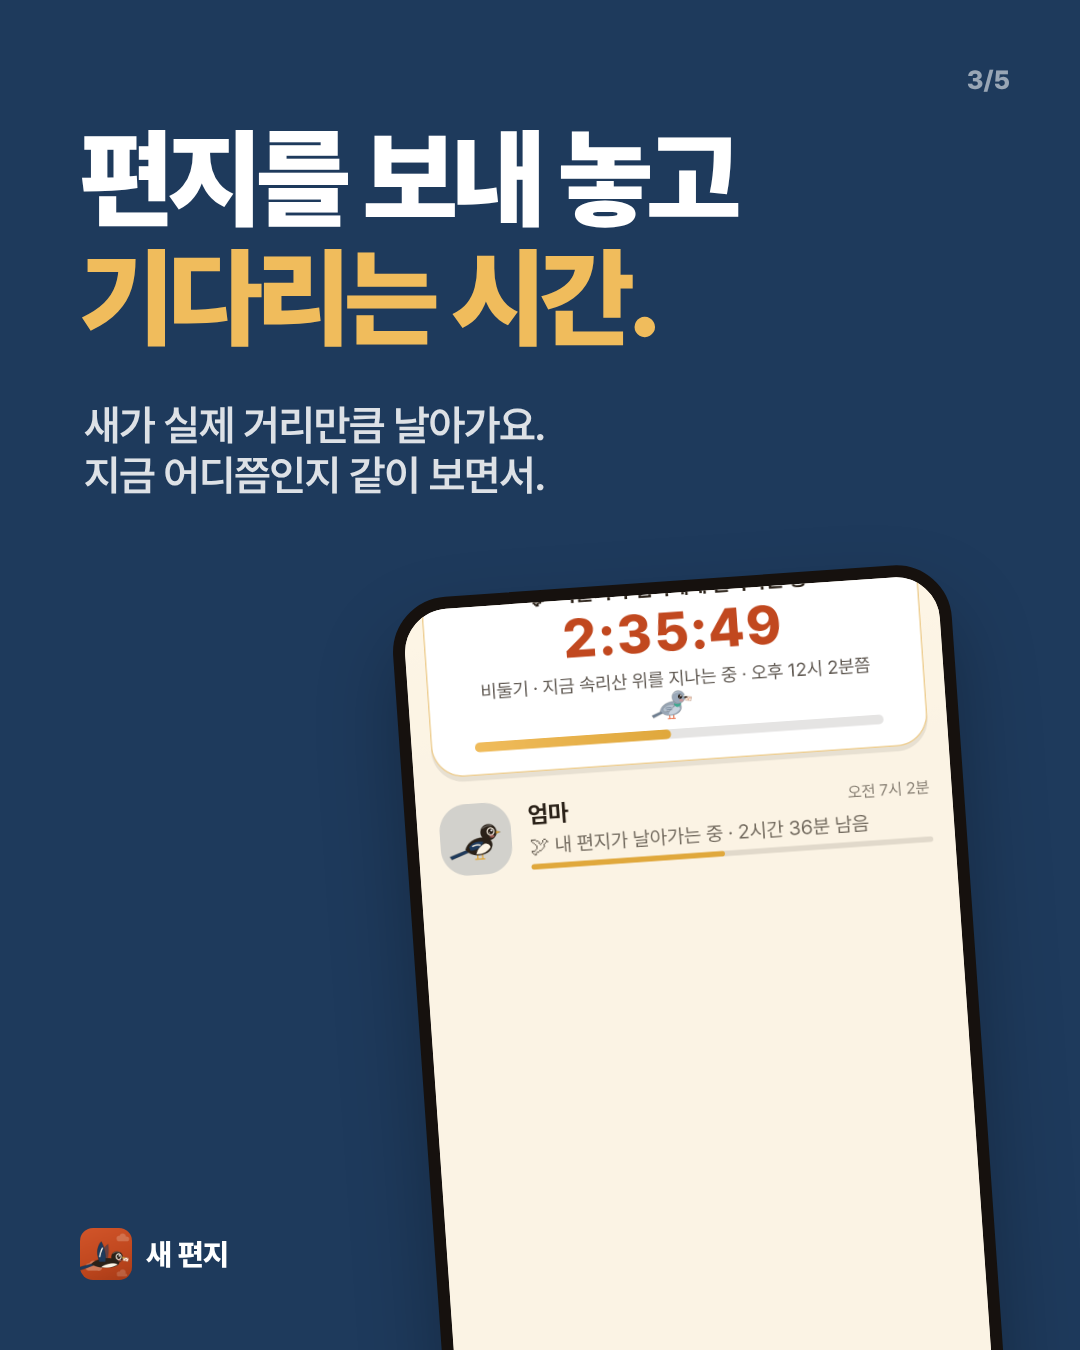 3/5
편지를 보내 놓고
기다리는 시간.
새가 실제 거리만큼 날아가요.
지금 어디쯤인지 같이 보면서.
2:35:49
비둘기 · 지금 속리산 위를 지나는 중 · 오후 12시 2분쯤
엄마
오전 7시 2분
🕊 내 편지가 날아가는 중 · 2시간 36분 남음
새 편지